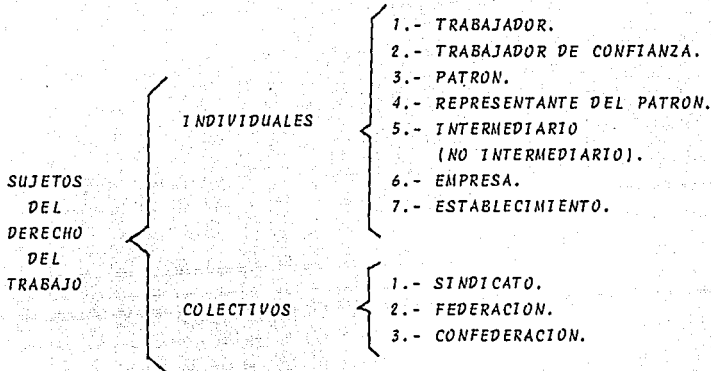 SUJETOS
DEL
DERECHO
DEL
TRABAJO
INDIVIDUALES
1.- TRABAJADOR.
2.- TRABAJADOR DE CONFIANZA.
3.- PATRON.
4.- REPRESENTANTE DEL PATRON.
5.- INTERMEDIARIO
(NO INTERMEDIARIO).
6.- EMPRESA.
7.- ESTABLECIMIENTO.
COLECTIVOS
1.- SINDICATO.
2.- FEDERACION.
3.- CONFEDERACION.